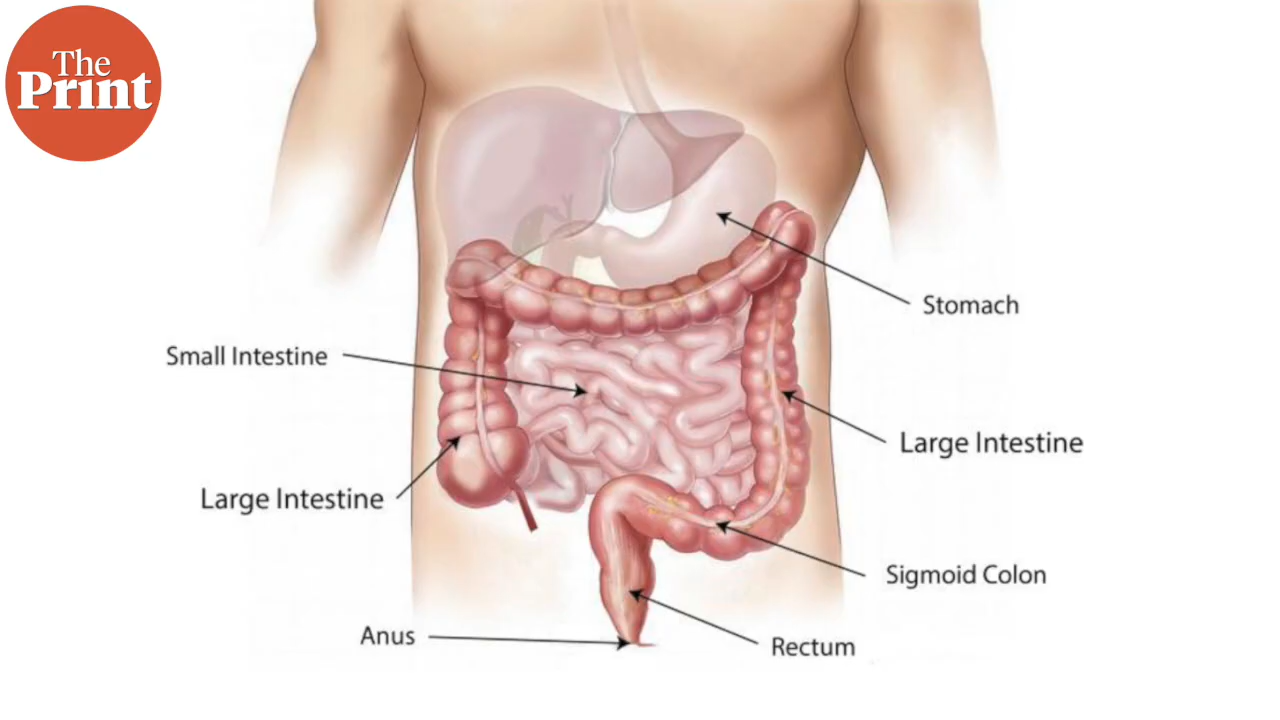 The
Print
Stomach
Small Intestine
Large Intestine
Large Intestine
Sigmoid Colon
Anus
Rectum